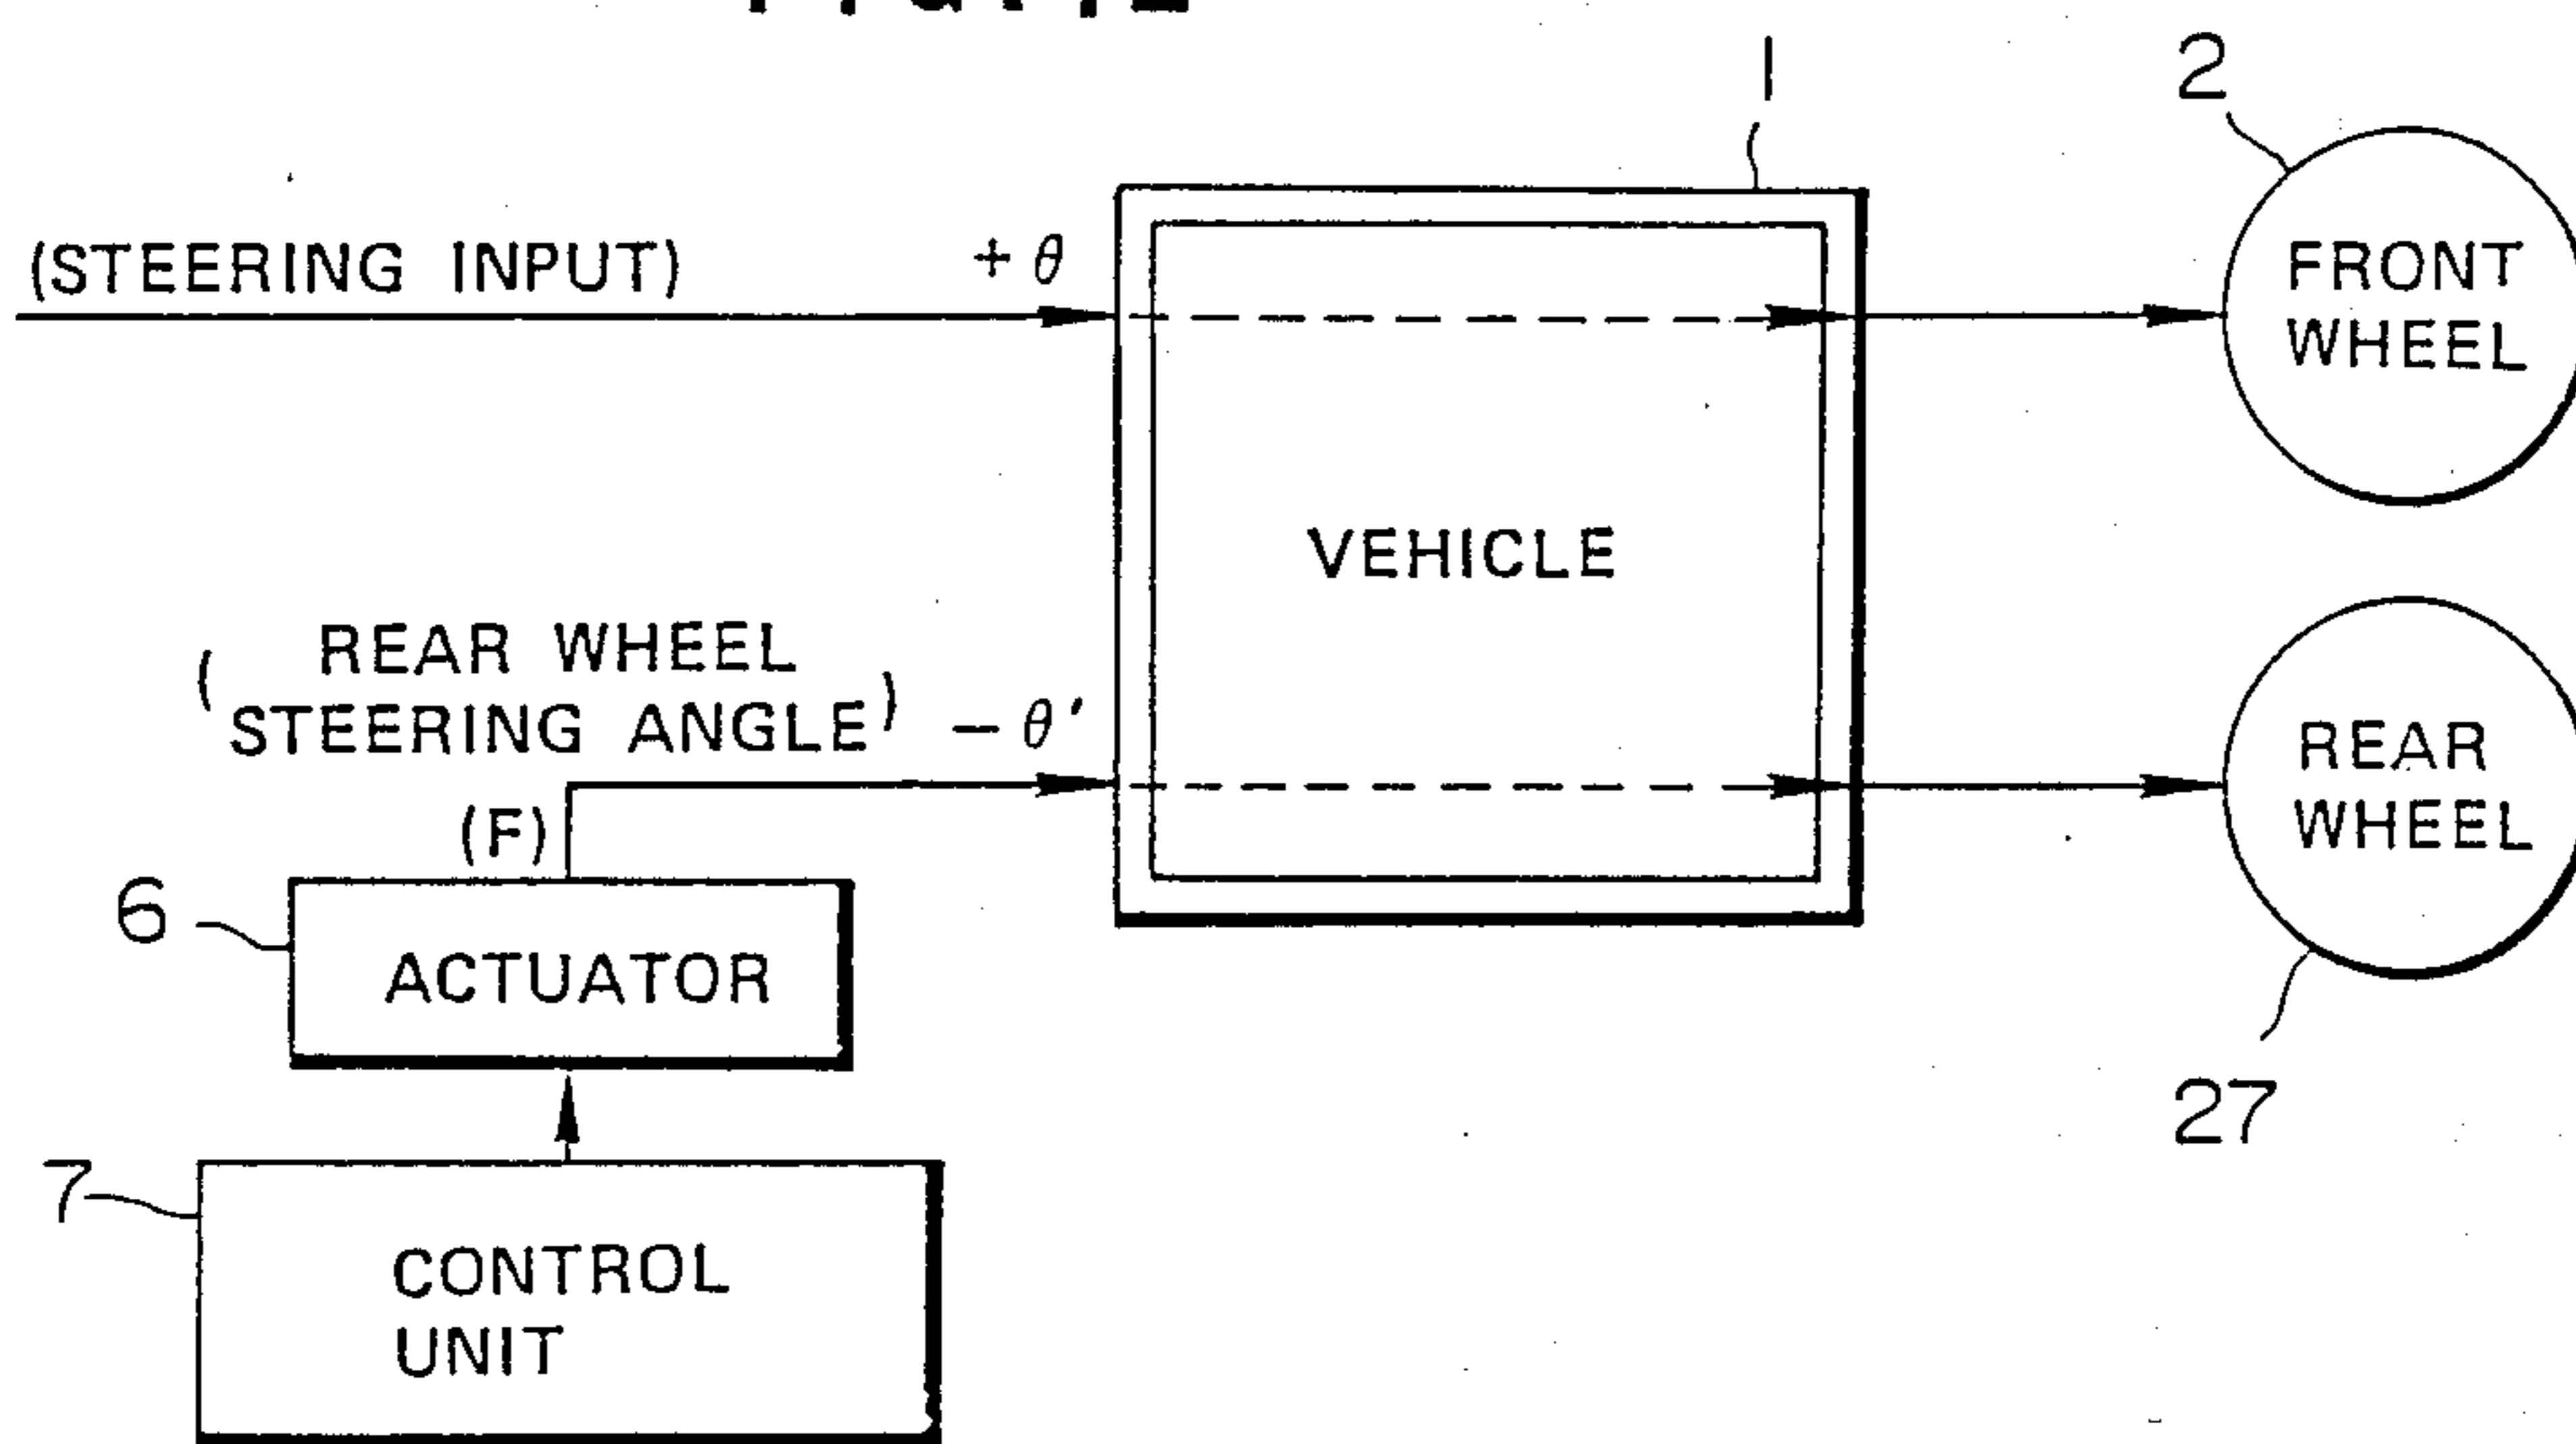 1
2
(STEERING INPUT) + θ
FRONT
WHEEL
VEHICLE
(REAR WHEEL
STEERING ANGLE) − θ'
REAR
WHEEL
(F)
6
ACTUATOR
27
7
CONTROL
UNIT